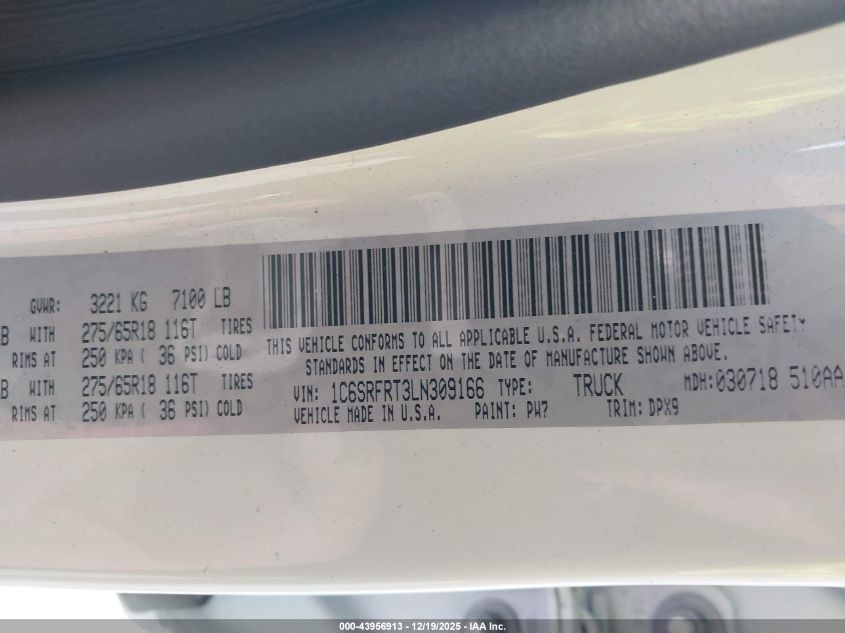 GVWR: 3221 KG 7100 LB
B WITH 275/65R18 116T TIRES
RIMS AT 250 KPA ( 36 PSI) COLD
B WITH 275/65R18 116T TIRES
RIMS AT 250 KPA ( 36 PSI) COLD
THIS VEHICLE CONFORMS TO ALL APPLICABLE U.S.A. FEDERAL MOTOR VEHICLE SAFETY
STANDARDS IN EFFECT ON THE DATE OF MANUFACTURE SHOWN ABOVE.
VIN: 1C6SRFRT3LN309166 TYPE: TRUCK MDH:030718 510AA
VEHICLE MADE IN U.S.A. PAINT: PW7 TRIM: DPX9
000-43956913 - 12/19/2025 - IAA Inc.